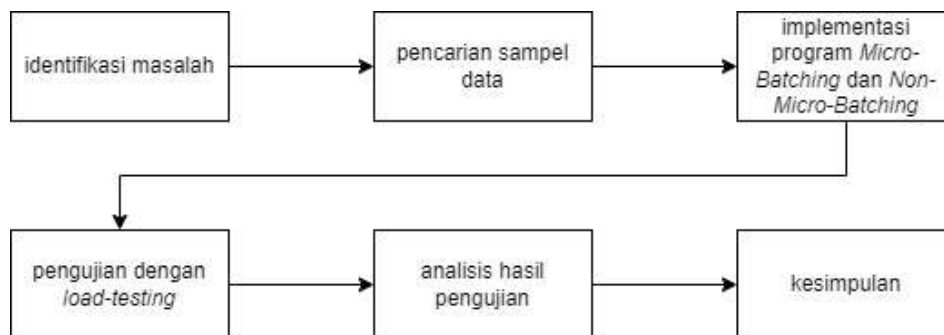 identifikasi masalah
pencarian sampel
data
implementasi
program Micro-
Batching dan Non-
Micro-Batching
pengujian dengan
load-testing
analisis hasil
pengujian
kesimpulan